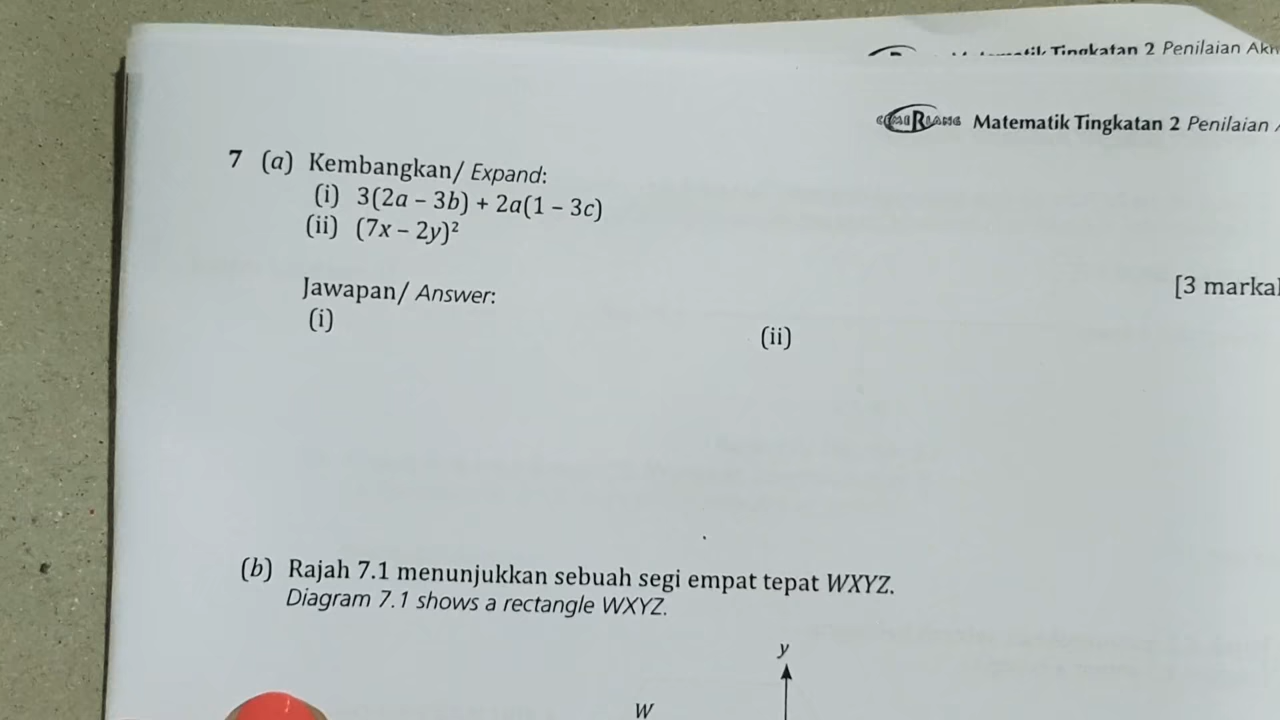 Tingkatan 2 Penilaian
CEMERLANG Matematik Tingkatan 2 Penilaian
7 (a) Kembangkan/ Expand:
(i) 3(2a – 3b) + 2a(1 – 3c)
(ii) (7x – 2y)²
[3 marka
Jawapan/ Answer:
(i)
(ii)
(b) Rajah 7.1 menunjukkan sebuah segi empat tepat WXYZ.
Diagram 7.1 shows a rectangle WXYZ.
y
W